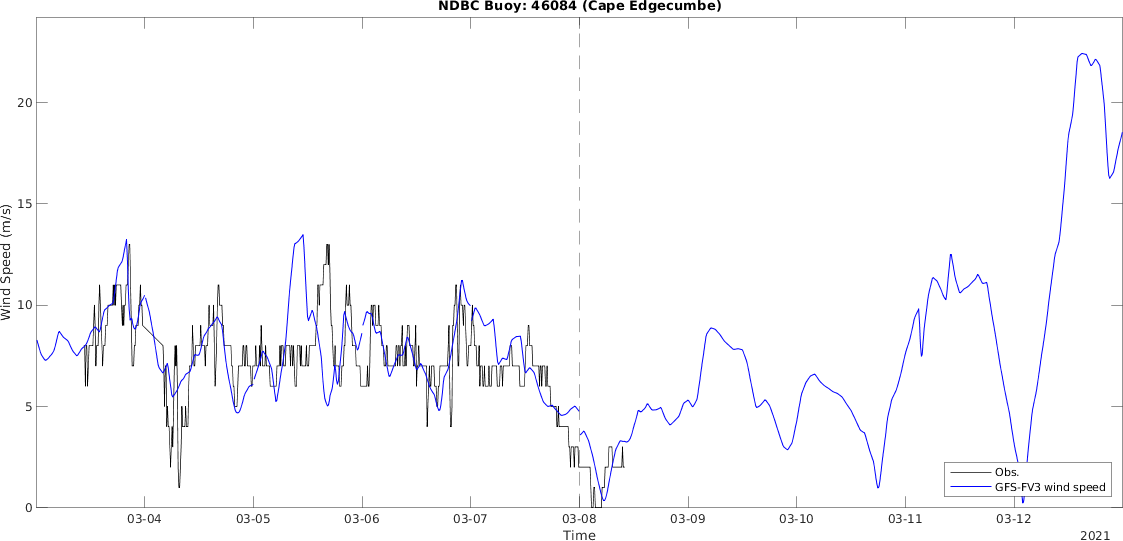 NDBC Buoy: 46084 (Cape Edgecumbe)
Wind Speed (m/s)
20
15
10
5
0
Obs.
GFS-FV3 wind speed
03-04 03-05 03-06 03-07 03-08 03-09 03-10 03-11 03-12
Time
2021